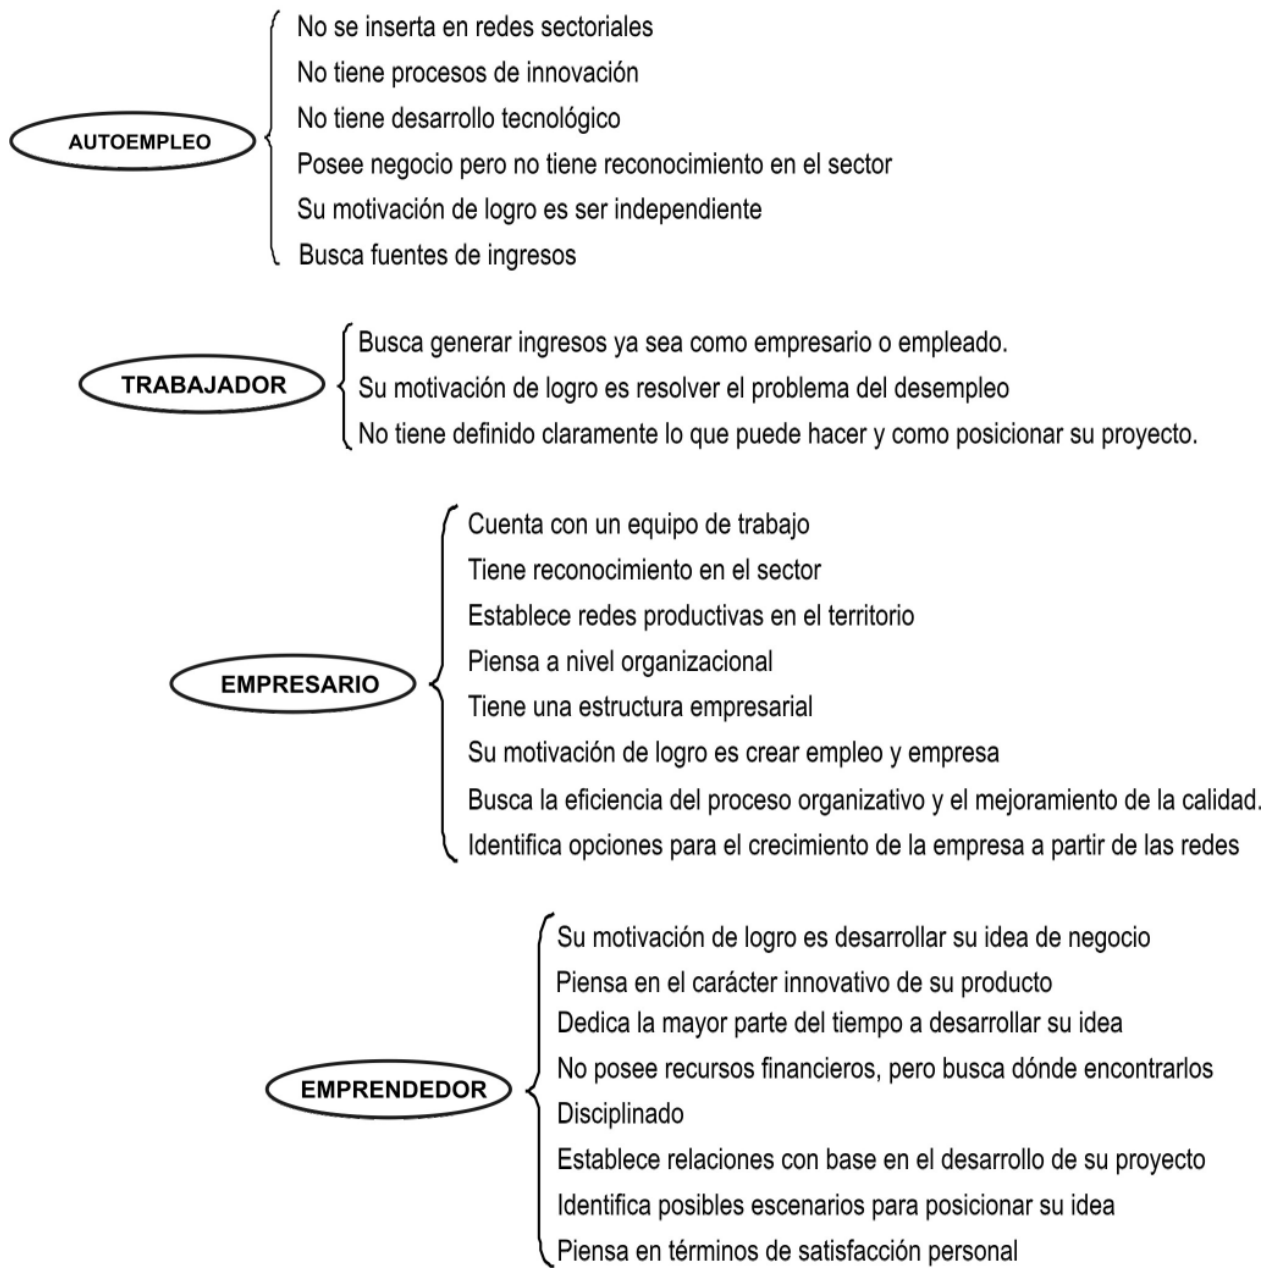 No se inserta en redes sectoriales
No tiene procesos de innovación
No tiene desarrollo tecnológico
AUTOEMPLEO
Posee negocio pero no tiene reconocimiento en el sector
Su motivación de logro es ser independiente
Busca fuentes de ingresos
Busca generar ingresos ya sea como empresario o empleado.
TRABAJADOR
Su motivación de logro es resolver el problema del desempleo
No tiene definido claramente lo que puede hacer y como posicionar su proyecto.
Cuenta con un equipo de trabajo
Tiene reconocimiento en el sector
Establece redes productivas en el territorio
Piensa a nivel organizacional
EMPRESARIO
Tiene una estructura empresarial
Su motivación de logro es crear empleo y empresa
Busca la eficiencia del proceso organizativo y el mejoramiento de la calidad.
Identifica opciones para el crecimiento de la empresa a partir de las redes
Su motivación de logro es desarrollar su idea de negocio
Piensa en el carácter innovativo de su producto
Dedica la mayor parte del tiempo a desarrollar su idea
No posee recursos financieros, pero busca dónde encontrarlos
EMPRENDEDOR
Disciplinado
Establece relaciones con base en el desarrollo de su proyecto
Identifica posibles escenarios para posicionar su idea
Piensa en términos de satisfacción personal